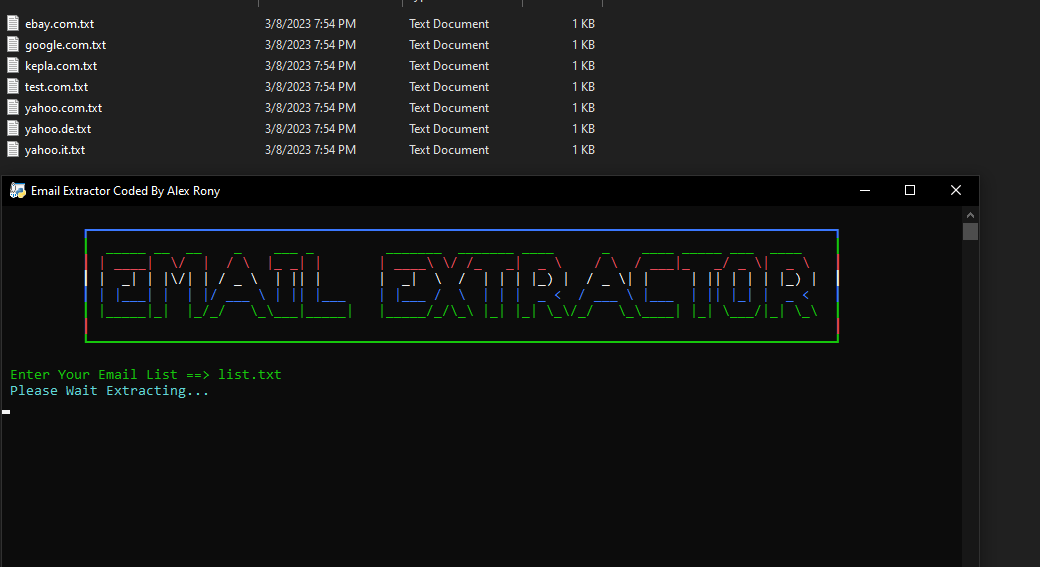 ebay.com.txt 3/8/2023 7:54 PM Text Document 1 KB
google.com.txt 3/8/2023 7:54 PM Text Document 1 KB
kepla.com.txt 3/8/2023 7:54 PM Text Document 1 KB
test.com.txt 3/8/2023 7:54 PM Text Document 1 KB
yahoo.com.txt 3/8/2023 7:54 PM Text Document 1 KB
yahoo.de.txt 3/8/2023 7:54 PM Text Document 1 KB
yahoo.it.txt 3/8/2023 7:54 PM Text Document 1 KB
Email Extractor Coded By Alex Rony
EMAIL EXTRACTOR
Enter Your Email List ==> list.txt
Please Wait Extracting...